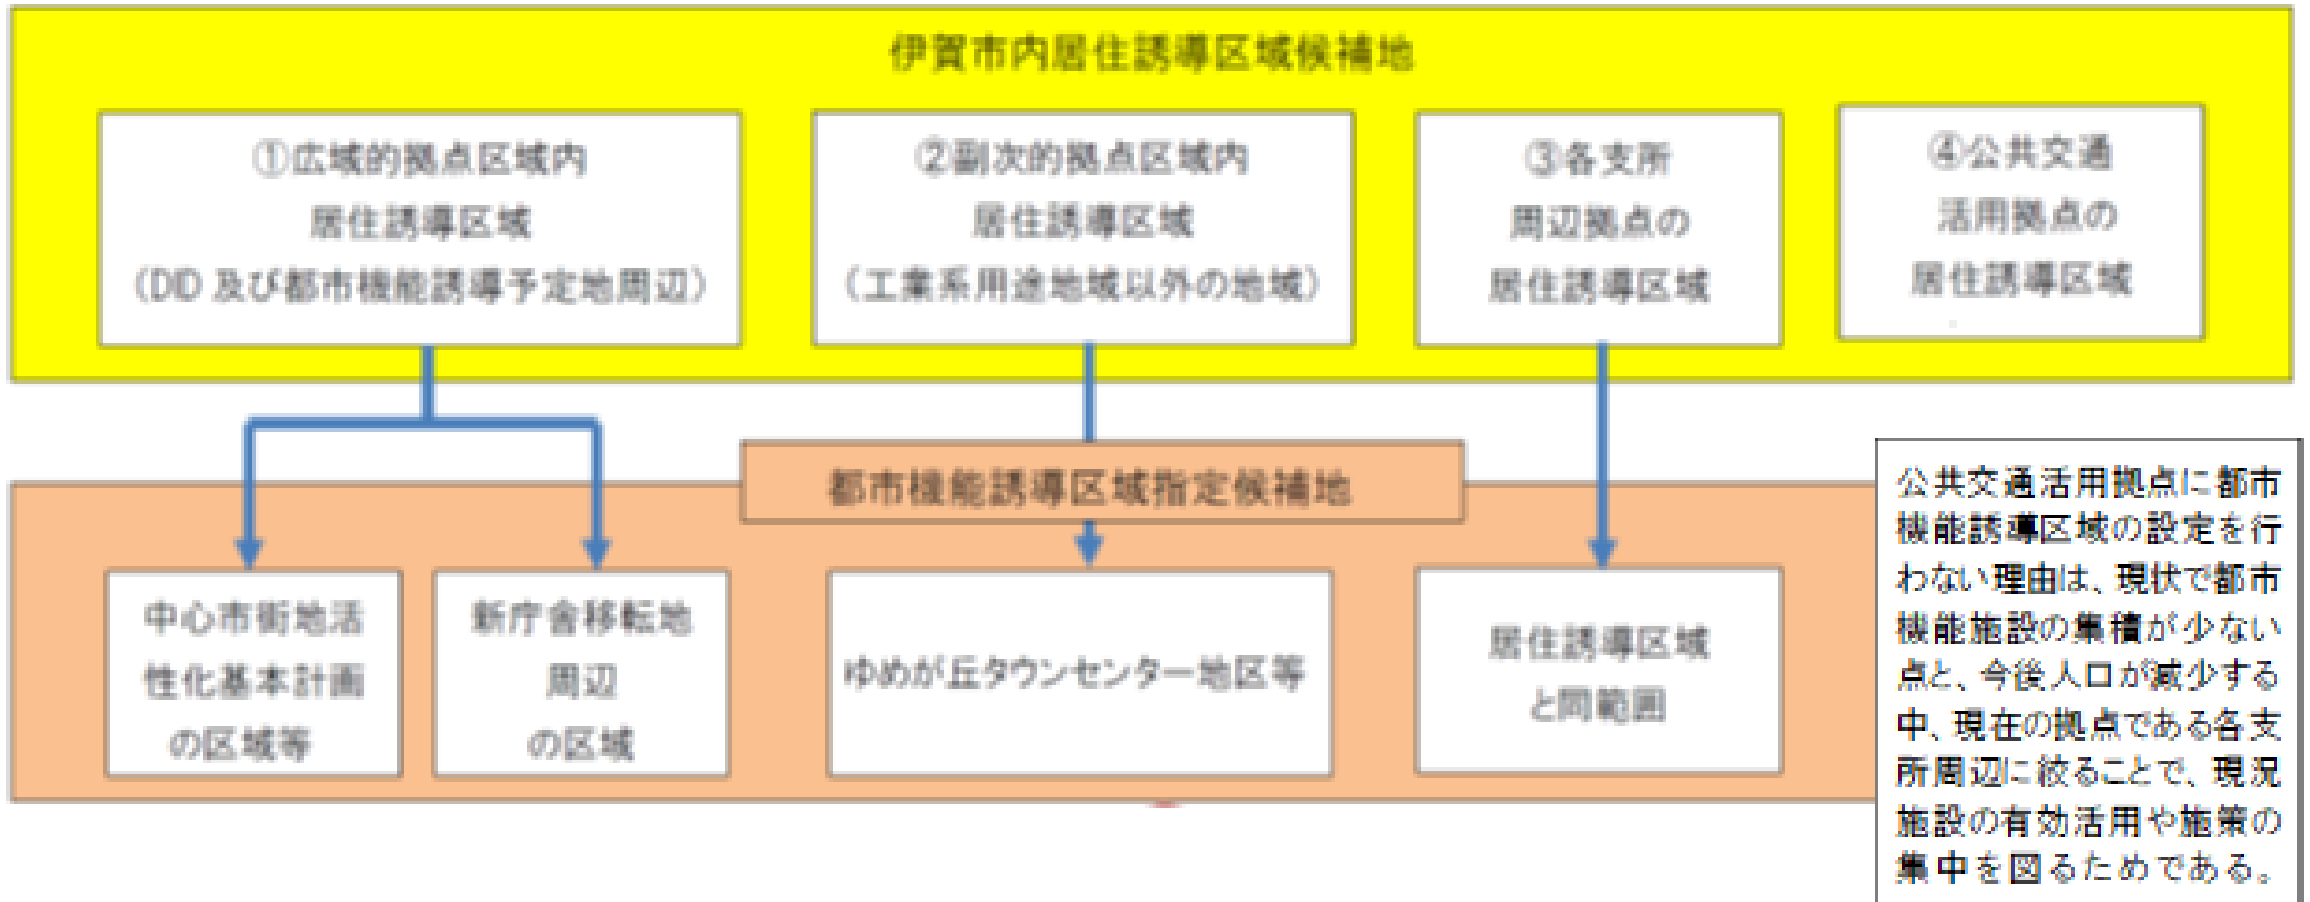 伊賀市内居住誘導区域候補地
①広域的拠点区域内
居住誘導区域
（DID 及び都市機能誘導予定地周辺）
②副次的拠点区域内
居住誘導区域
（工業系用途地域以外の地域）
③各支所
周辺拠点の
居住誘導区域
④公共交通
活用拠点の
居住誘導区域
都市機能誘導区域指定候補地
中心市街地活
性化基本計画
の区域等
新庁舎移転地
周辺
の区域
ゆめが丘タウンセンター地区等
居住誘導区域
と同範囲
公共交通活用拠点に都市
機能誘導区域の設定を行
わない理由は、現状で都市
機能施設の集積が少ない
点と、今後人口が減少する
中、現在の拠点である各支
所周辺に絞ることで、現況
施設の有効活用や施策の
集中を図るためである。